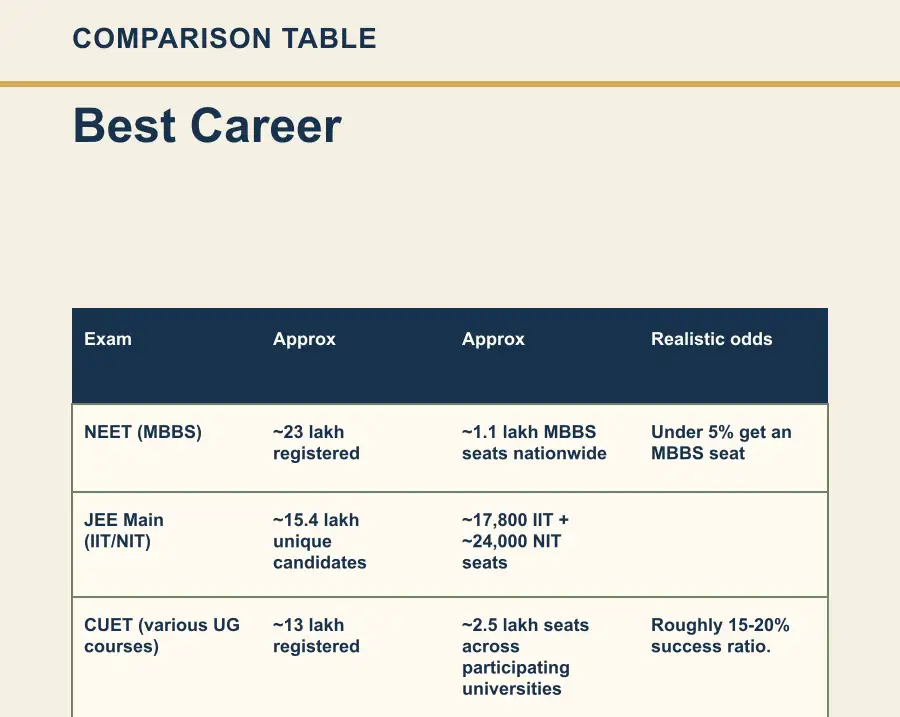 COMPARISON TABLE
Best Career
Exam
Approx
Approx
Realistic odds
NEET (MBBS)
~23 lakh
registered
~1.1 lakh MBBS
seats nationwide
Under 5% get an
MBBS seat
JEE Main
(IIT/NIT)
~15.4 lakh
unique
candidates
~17,800 IIT +
~24,000 NIT
seats
CUET (various UG
courses)
~13 lakh
registered
~2.5 lakh seats
across
participating
universities
Roughly 15-20%
success ratio.